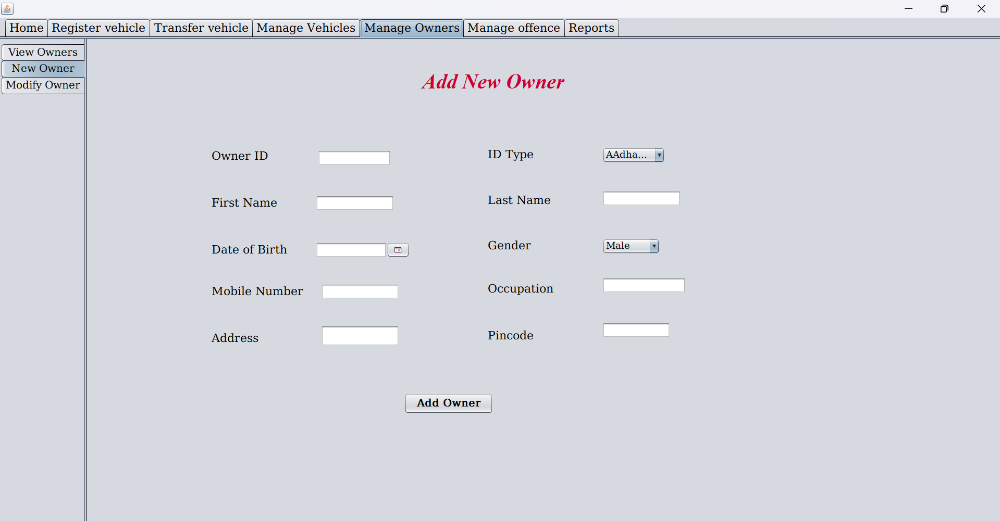 Home Register vehicle Transfer vehicle Manage Vehicles Manage Owners Manage offence Reports
View Owners
New Owner
Modify Owner
Add New Owner
Owner ID
ID Type AAdha...
First Name
Last Name
Date of Birth
Gender Male
Mobile Number
Occupation
Address
Pincode
Add Owner